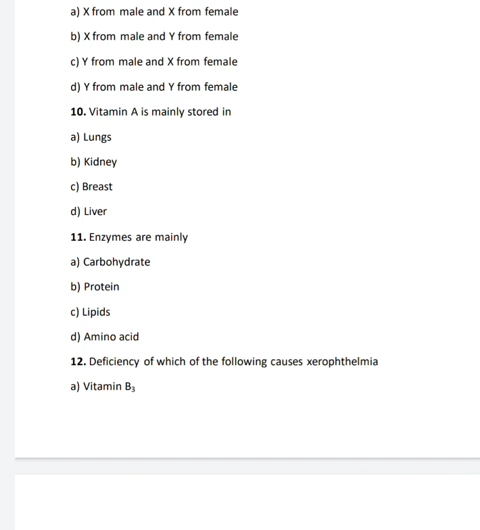 a) X from male and X from female
b) X from male and Y from female
c) Y from male and X from female
d) Y from male and Y from female
10. Vitamin A is mainly stored in
a) Lungs
b) Kidney
c) Breast
d) Liver
11. Enzymes are mainly
a) Carbohydrate
b) Protein
c) Lipids
d) Amino acid
12. Deficiency of which of the following causes xerophthelmia
a) Vitamin B₃